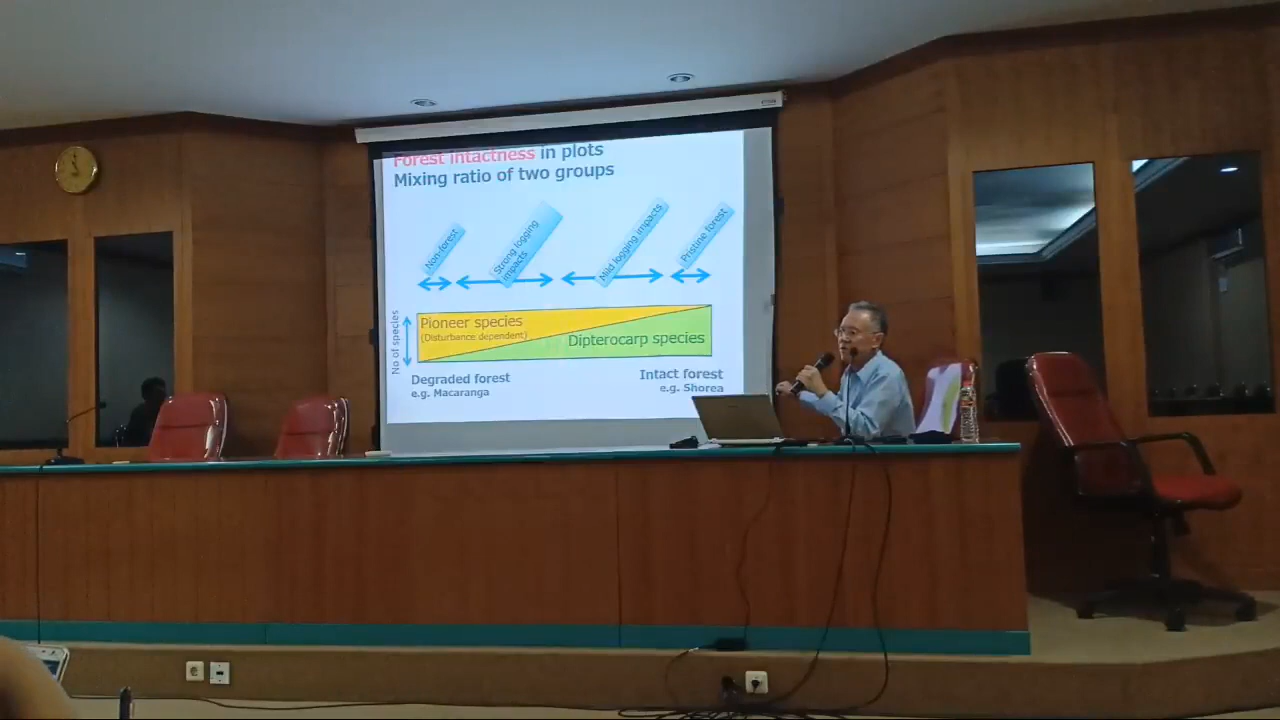 Forest intactness in plots
Mixing ratio of two groups
Non-forest
Strong logging
impacts
Mild logging impacts
Pristine forest
No of species
Pioneer species
(Disturbance dependent)
Dipterocarp species
Degraded forest
e.g. Macaranga
Intact forest
e.g. Shorea